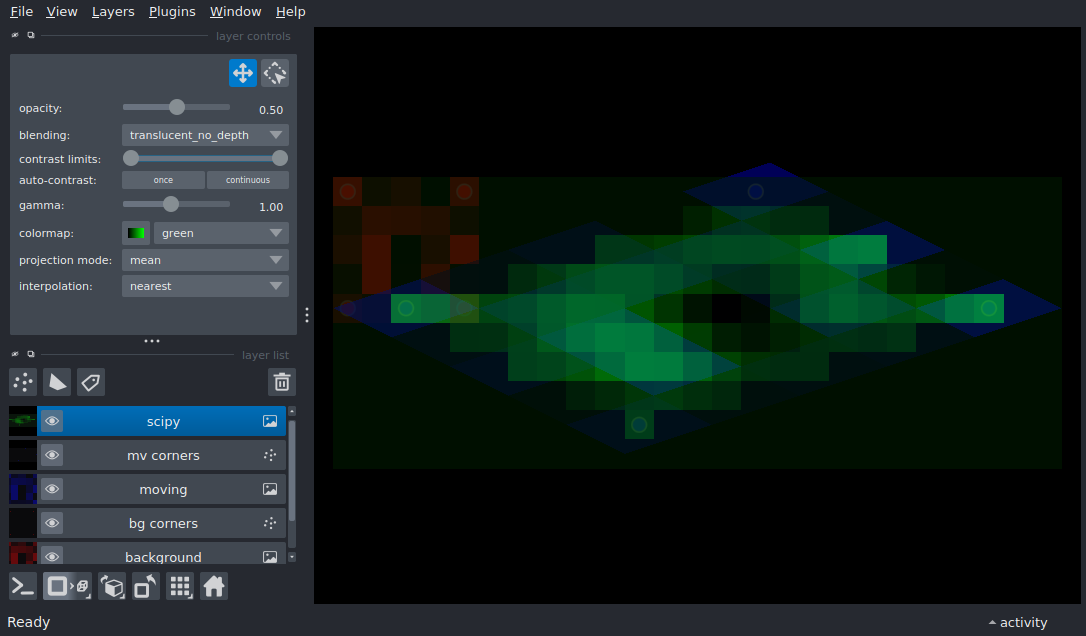 File View Layers Plugins Window Help
layer controls
opacity: 0.50
blending: translucent_no_depth
contrast limits:
auto-contrast: once continuous
gamma: 1.00
colormap: green
projection mode: mean
interpolation: nearest
layer list
scipy
mv corners
moving
bg corners
background
Ready activity